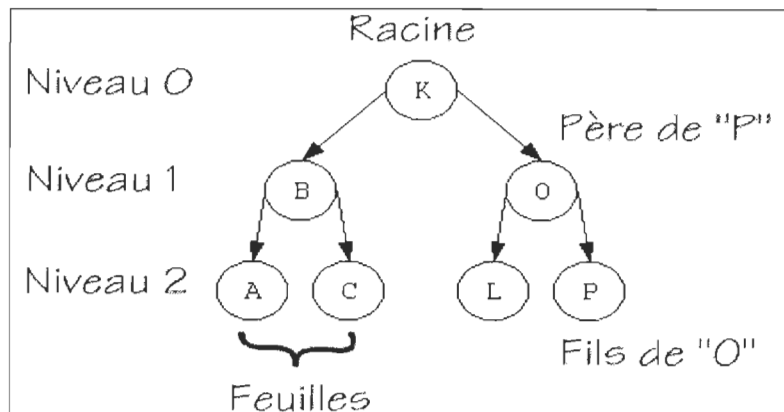 Racine
Niveau 0
K
Père de "P"
Niveau 1
B
O
Niveau 2
A
C
L
P
Fils de "O"
Feuilles